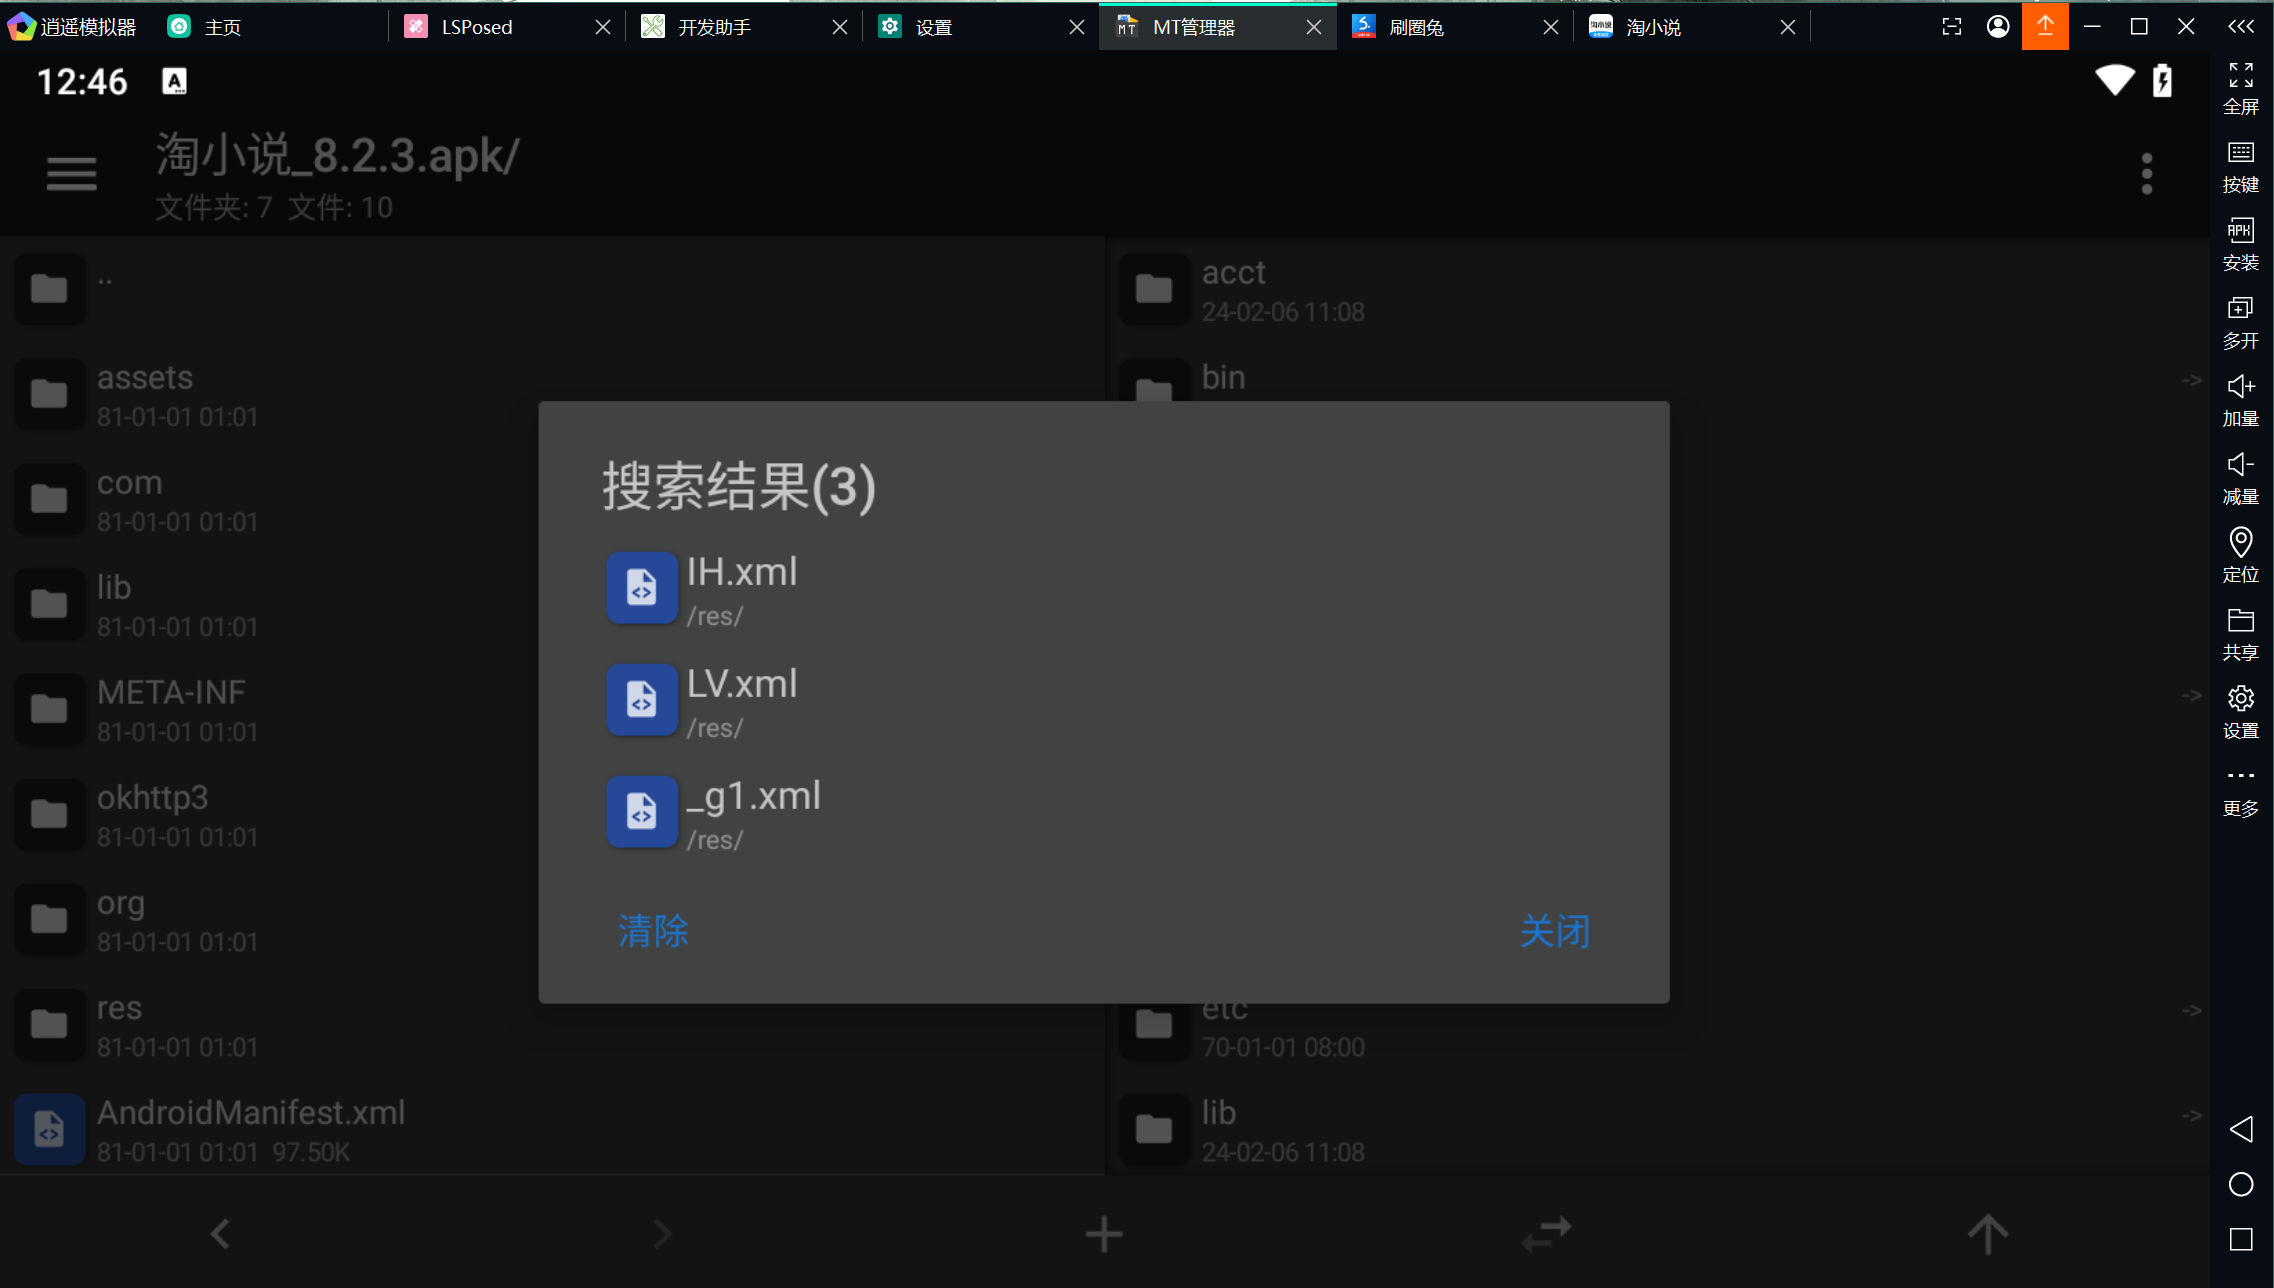 逍遥模拟器
主页
LSPosed
开发助手
设置
MT管理器
刷圈兔
淘小说
12:46
淘小说_8.2.3.apk/
文件夹: 7 文件: 10
..
assets
81-01-01 01:01
com
81-01-01 01:01
lib
81-01-01 01:01
META-INF
81-01-01 01:01
okhttp3
81-01-01 01:01
org
81-01-01 01:01
res
81-01-01 01:01
AndroidManifest.xml
81-01-01 01:01 97.50K
acct
24-02-06 11:08
bin
->
->
etc
->
70-01-01 08:00
lib
->
24-02-06 11:08
搜索结果(3)
IH.xml
/res/
LV.xml
/res/
_g1.xml
/res/
清除
关闭
全屏
按键
APK
安装
多开
加量
减量
定位
共享
设置
更多